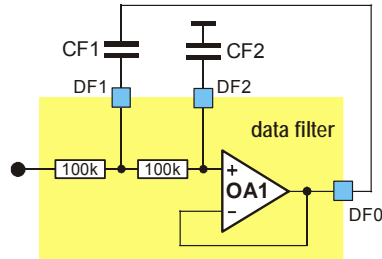 CF1
CF2
DF1
DF2
data filter
100k
100k
+
OA1
−
DF0